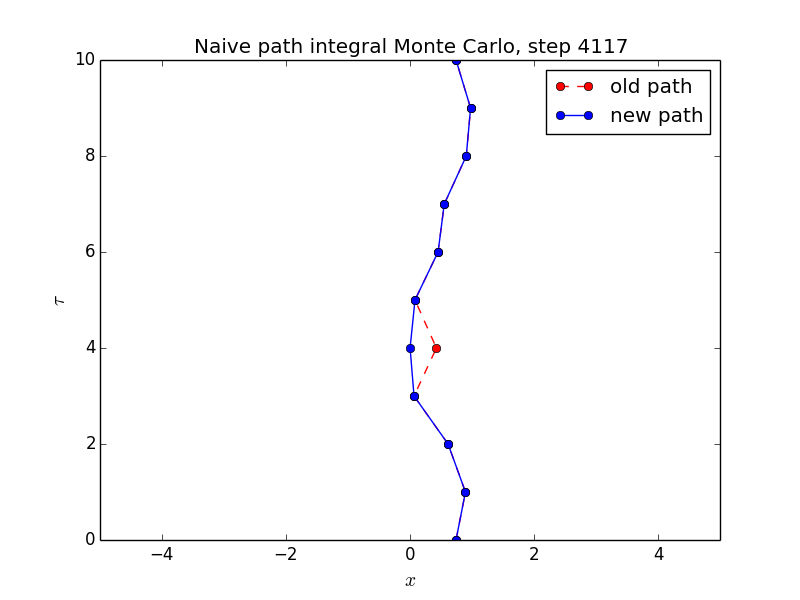 Naive path integral Monte Carlo, step 4117
10
8
6
4
2
0
τ
old path
new path
−4
−2
0
2
4
x